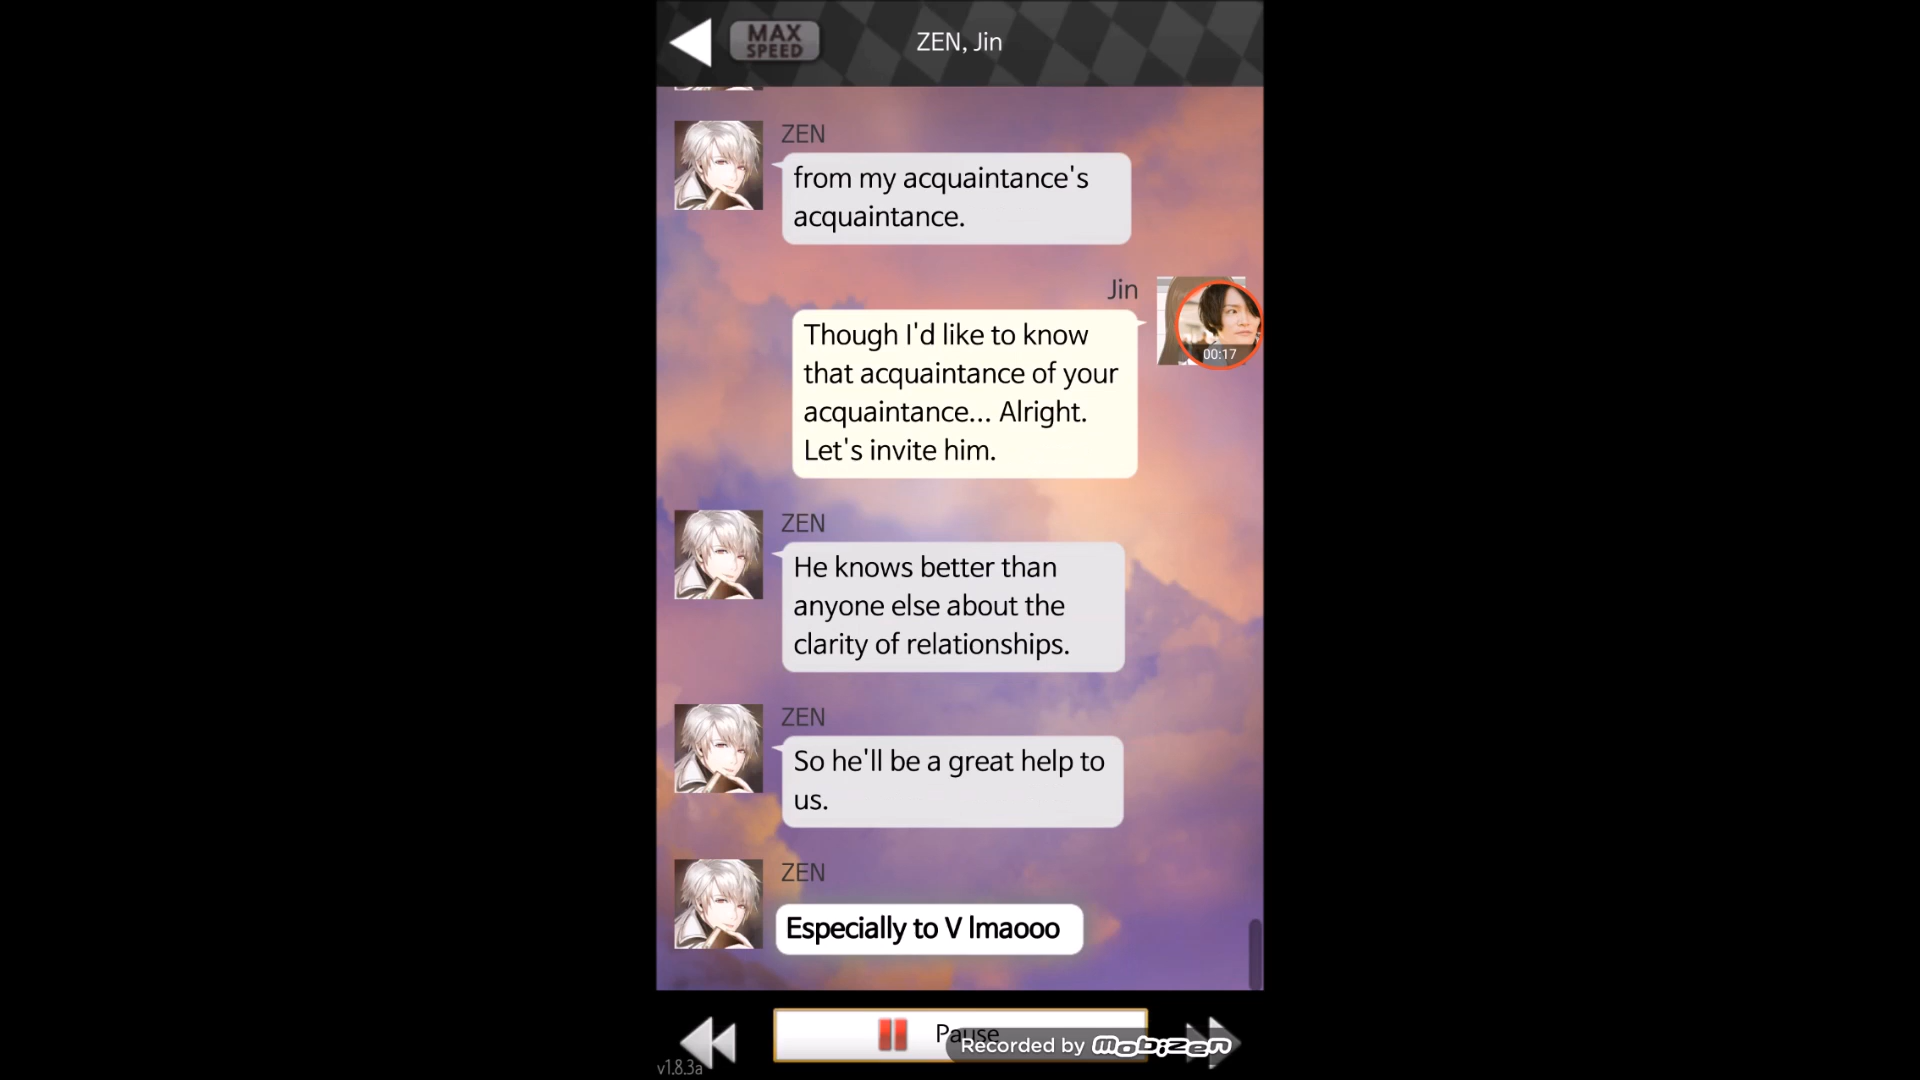 MAX
SPEED
ZEN, Jin
ZEN
from my acquaintance's
acquaintance.
Jin
00:17
Though I'd like to know
that acquaintance of your
acquaintance... Alright.
Let's invite him.
ZEN
He knows better than
anyone else about the
clarity of relationships.
ZEN
So he'll be a great help to
us.
ZEN
Especially to V lmaooo
Pause
Recorded by Mobizen
v1.8.3a